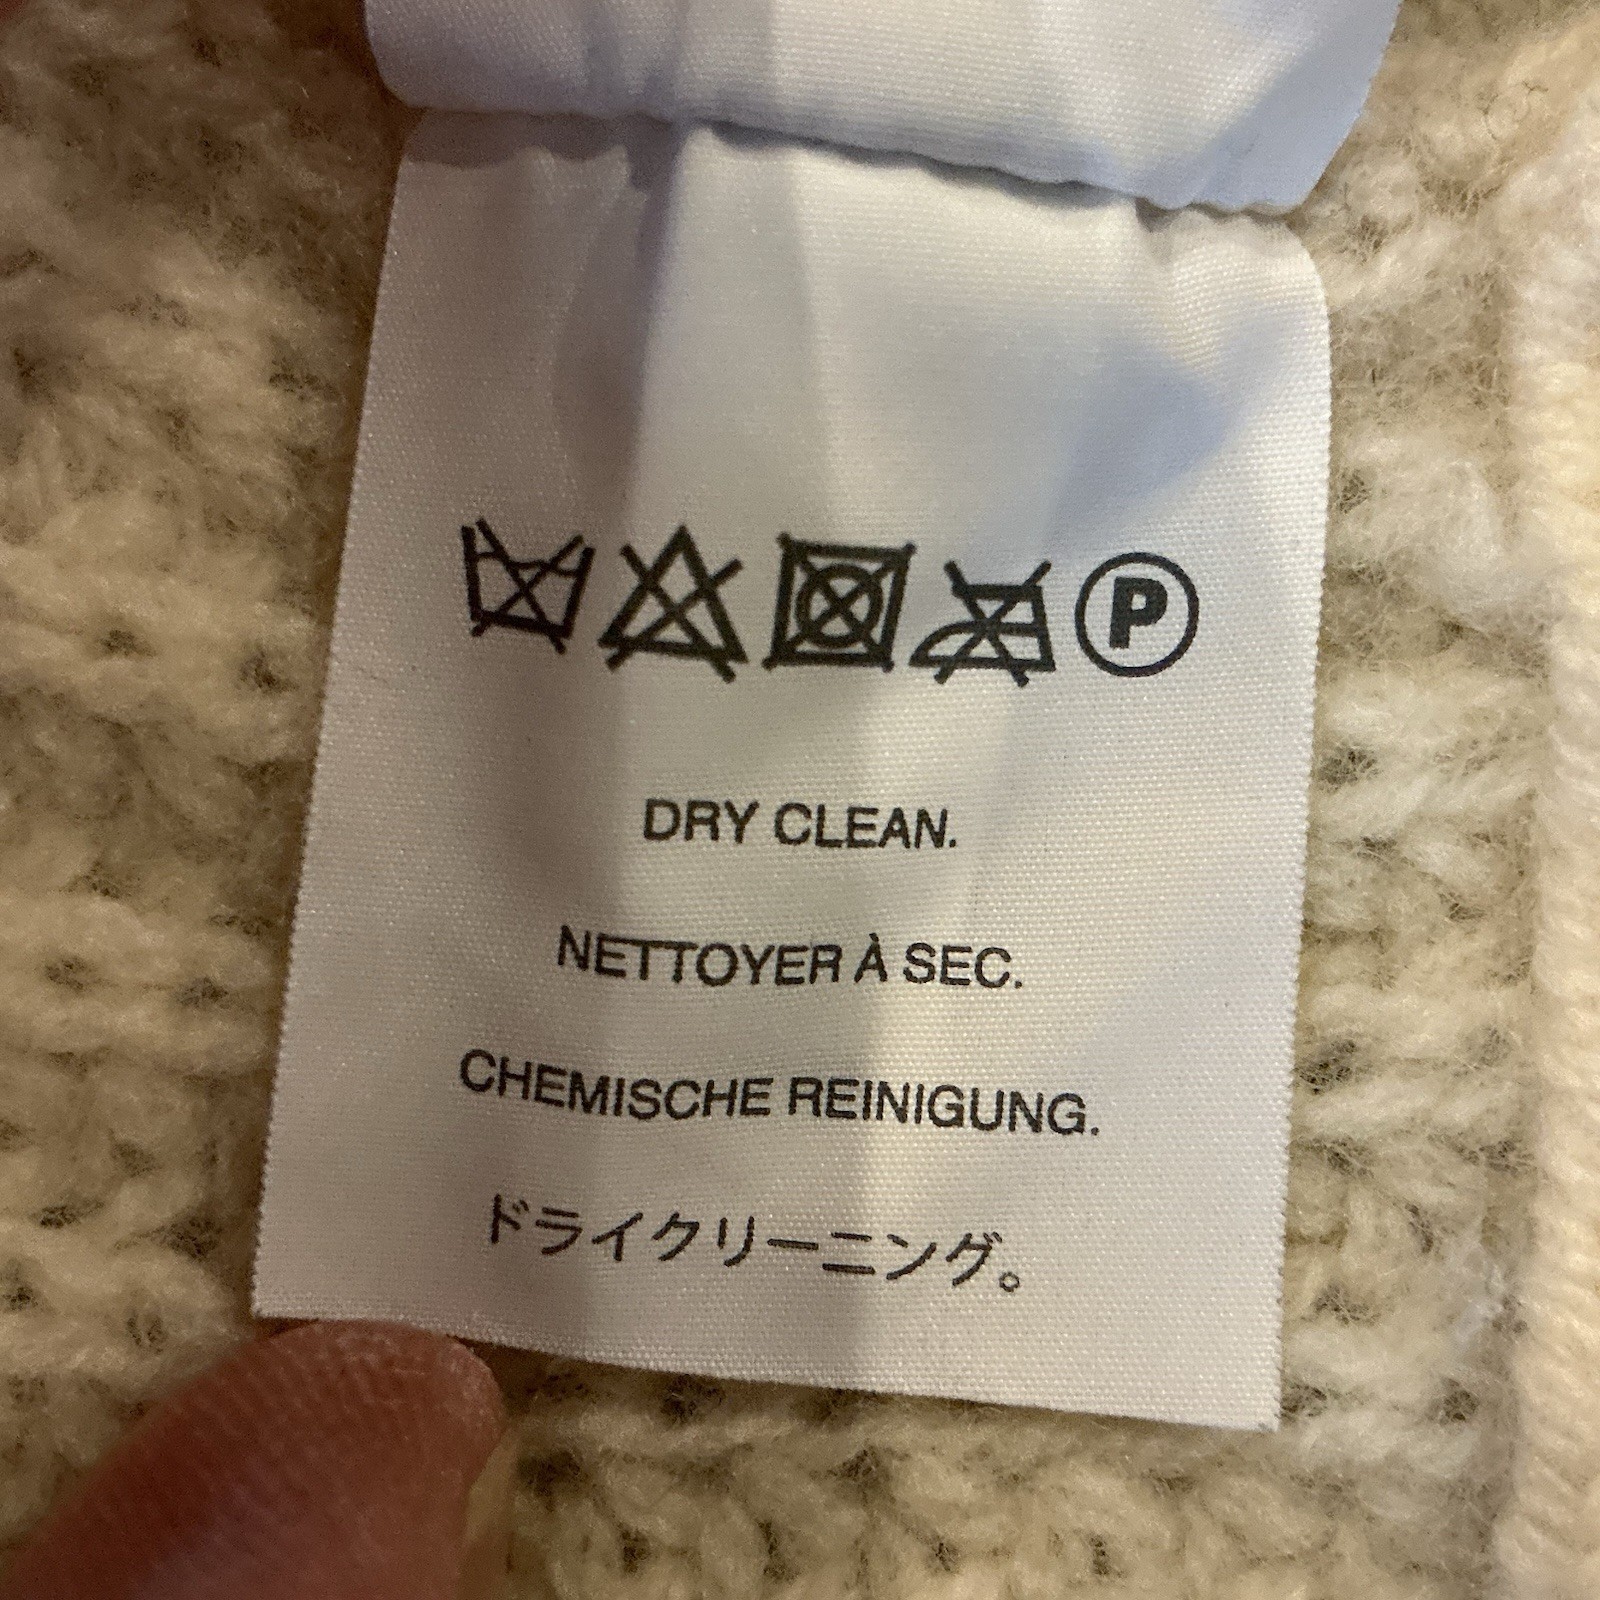 P
DRY CLEAN.
NETTOYER À SEC.
CHEMISCHE REINIGUNG.
ドライクリーニング。